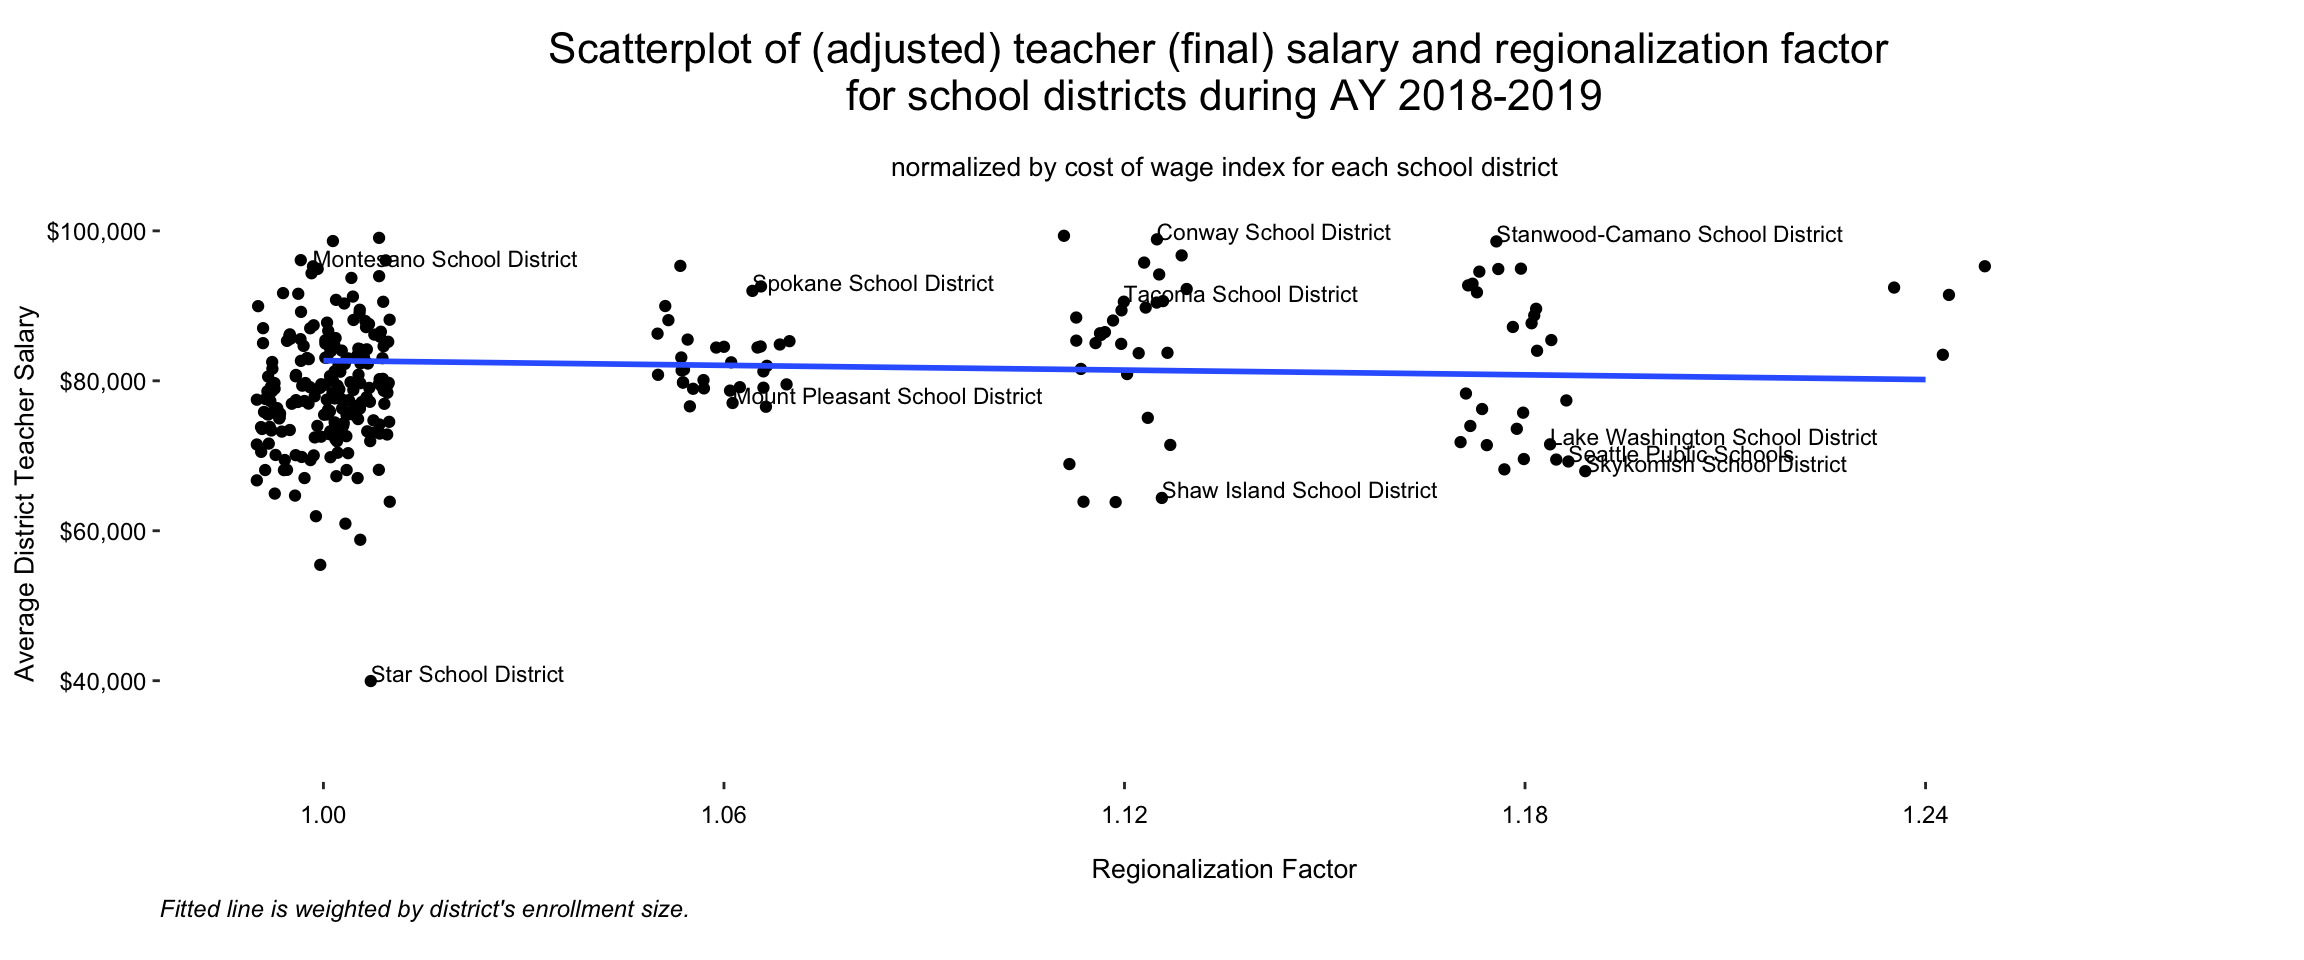 Scatterplot of (adjusted) teacher (final) salary and regionalization factor
for school districts during AY 2018-2019
normalized by cost of wage index for each school district
Average District Teacher Salary
$100,000
$80,000
$60,000
$40,000
Conway School District
Stanwood-Camano School District
Montesano School District
Spokane School District
Tacoma School District
Mount Pleasant School District
Lake Washington School District
Seattle Public Schools
Skykomish School District
Shaw Island School District
Star School District
1.00
1.06
1.12
1.18
1.24
Regionalization Factor
Fitted line is weighted by district's enrollment size.